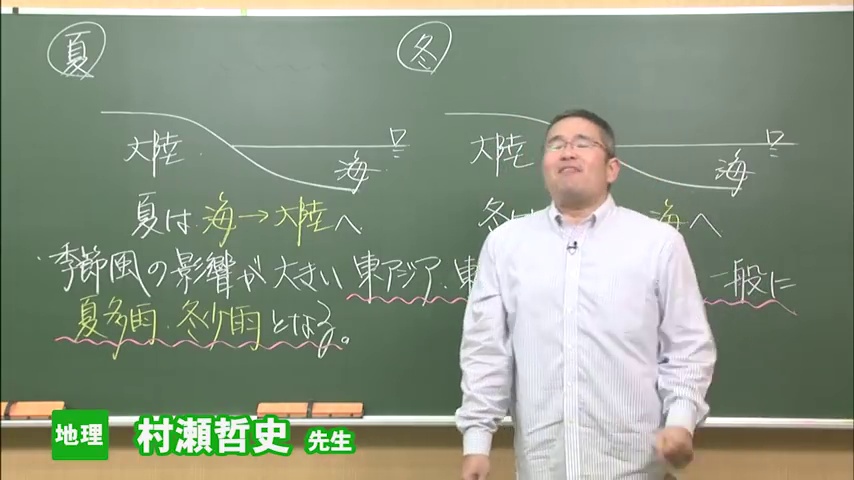 夏
冬
大陸
海
大陸
海
夏は 海→大陸へ
冬は 海へ
季節風の影響が大きい 東アジア・東 一般に
夏多雨・冬少雨となる。
地理 村瀬哲史 先生